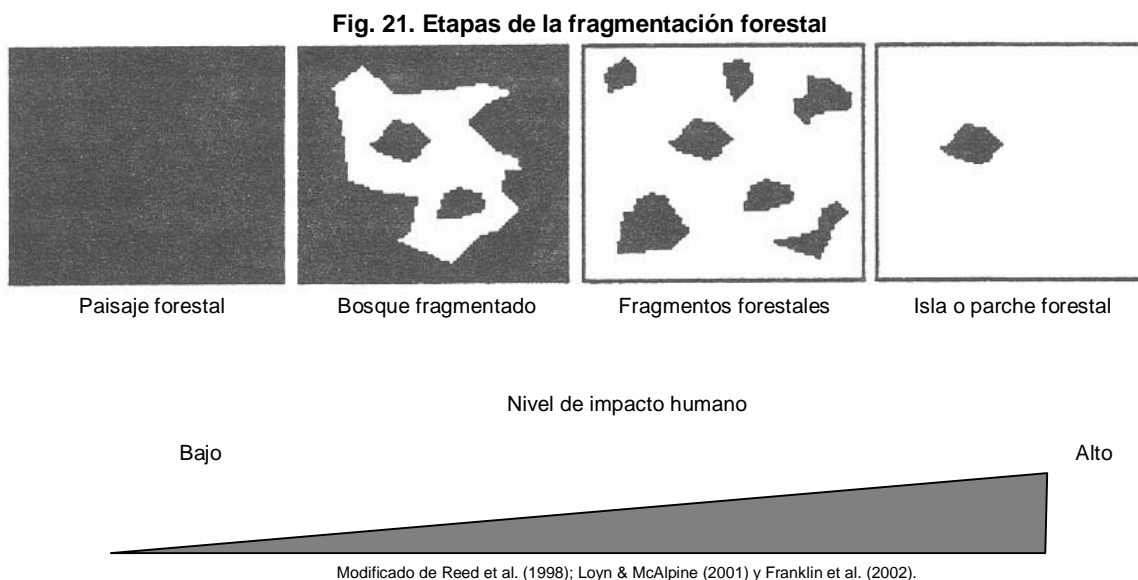 Fig. 21. Etapas de la fragmentación forestal
Paisaje forestal
Bosque fragmentado
Fragmentos forestales
Isla o parche forestal
Nivel de impacto humano
Bajo
Alto
Modificado de Reed et al. (1998); Loyn & McAlpine (2001) y Franklin et al. (2002).